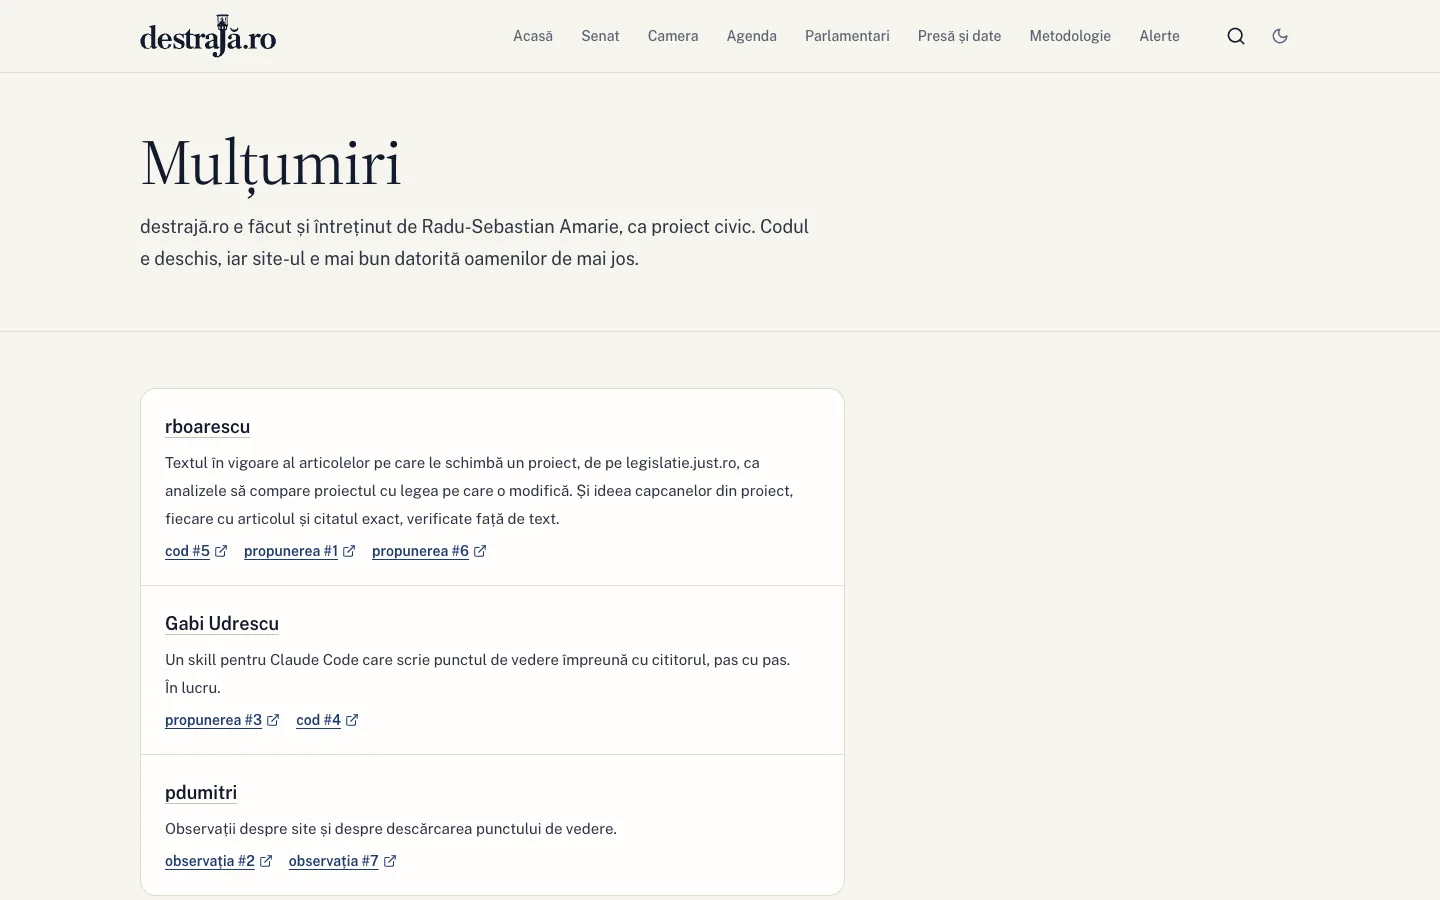 destrajă.ro
Acasă Senat Camera Agenda Parlamentari Presă și date Metodologie Alerte
Mulțumiri
destrajă.ro e făcut și întreținut de Radu-Sebastian Amarie, ca proiect civic. Codul
e deschis, iar site-ul e mai bun datorită oamenilor de mai jos.
rboarescu
Textul în vigoare al articolelor pe care le schimbă un proiect, de pe legislatie.just.ro, ca
analizele să compare proiectul cu legea pe care o modifică. Și ideea capcanelor din proiect,
fiecare cu articolul și citatul exact, verificate față de text.
cod #5 propunerea #1 propunerea #6
Gabi Udrescu
Un skill pentru Claude Code care scrie punctul de vedere împreună cu cititorul, pas cu pas.
În lucru.
propunerea #3 cod #4
pdumitri
Observații despre site și despre descărcarea punctului de vedere.
observația #2 observația #7